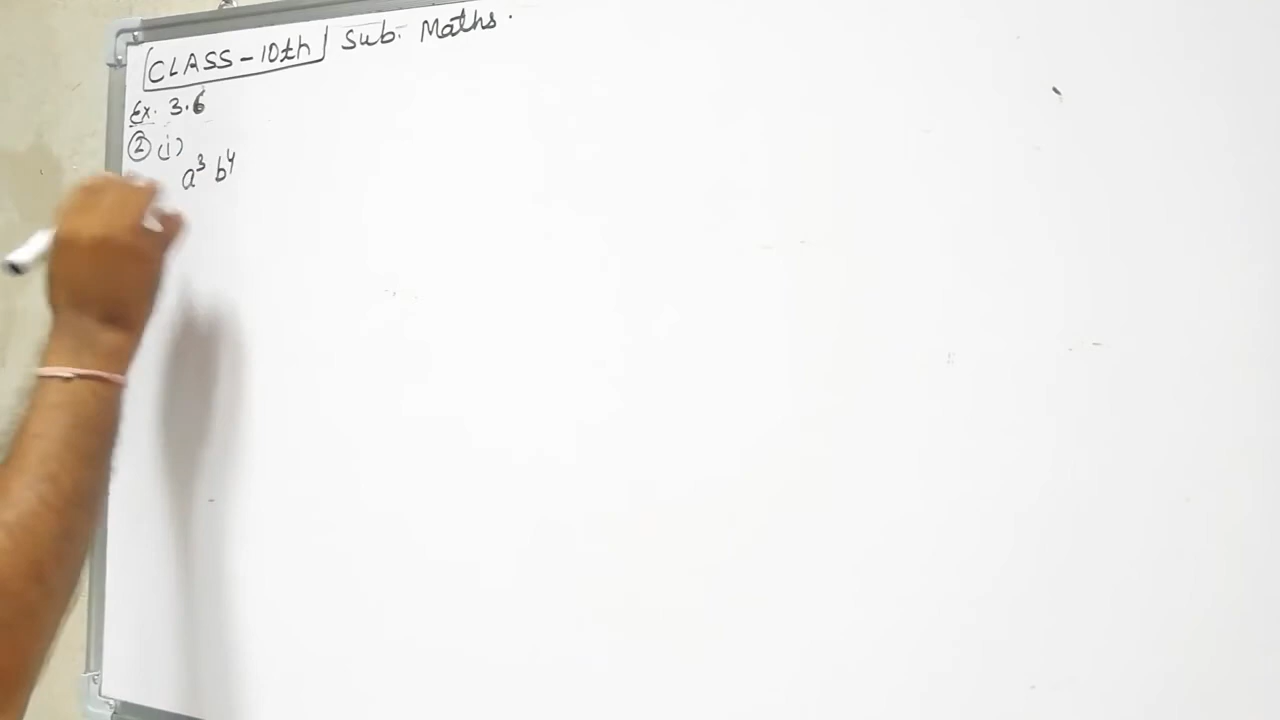 CLASS - 10th Sub. Maths.
Ex. 3.6
② (i)
a³ b⁴